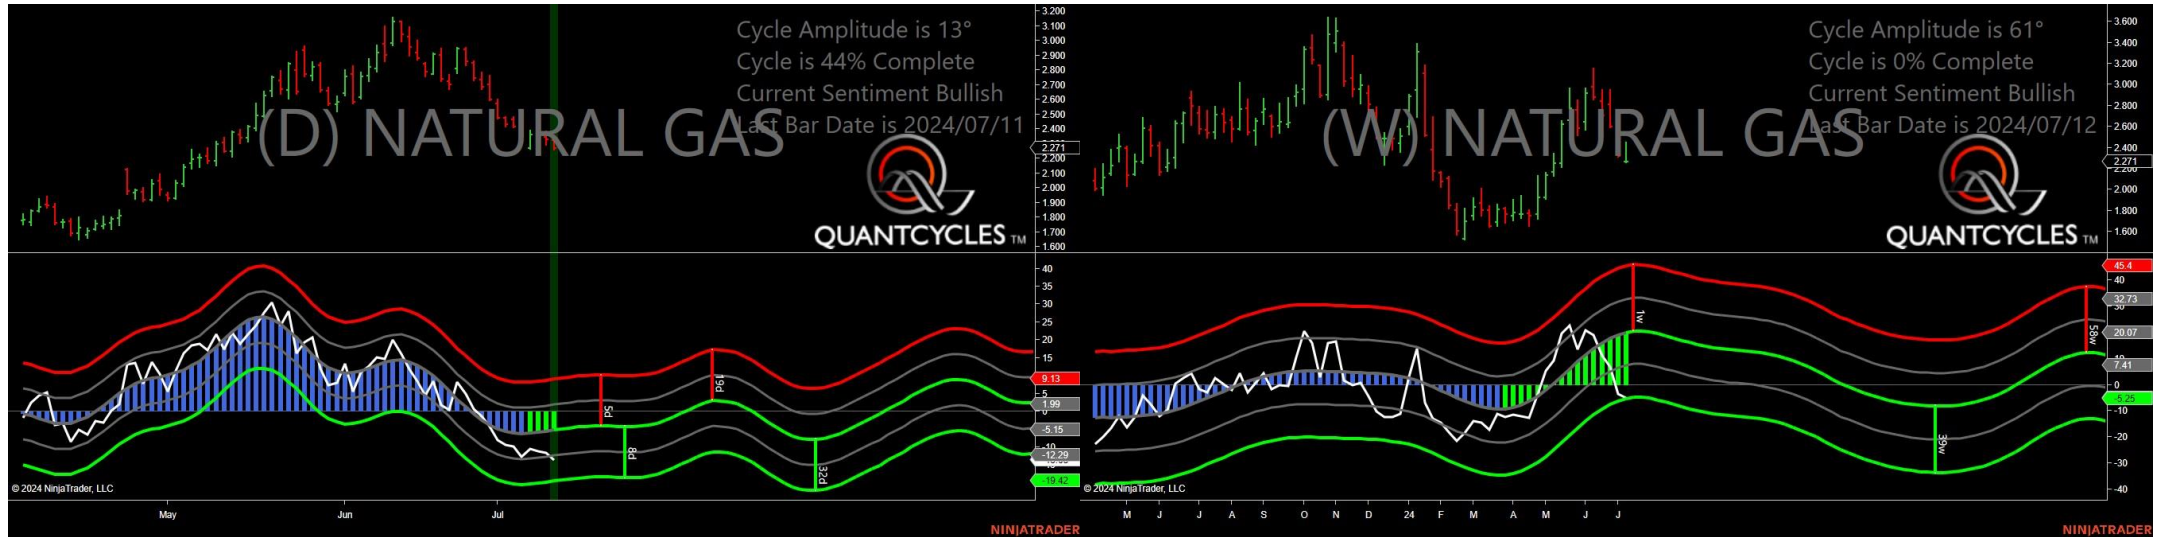 Cycle Amplitude is 13°
Cycle is 44% Complete
Current Sentiment Bullish
Last Bar Date is 2024/07/11
(D) NATURAL GAS
QUANTCYCLES TM
3.200
3.100
3.000
2.900
2.800
2.700
2.600
2.500
2.400
2.271
2.200
2.100
2.000
1.900
1.800
1.700
1.600
40
35
30
25
20
15
9.13
5
1.99
-5.15
-10
-12.29
-19.42
5d
8d
19d
32d
© 2024 NinjaTrader, LLC
May
Jun
Jul
NINJATRADER
Cycle Amplitude is 61°
Cycle is 0% Complete
Current Sentiment Bullish
Last Bar Date is 2024/07/12
(W) NATURAL GAS
QUANTCYCLES TM
3.600
3.400
3.200
3.000
2.800
2.600
2.400
2.271
2.200
2.000
1.800
1.600
45.4
40
32.73
20.07
10
7.41
0
-5.25
-10
-20
-30
-40
1w
39w
58w
© 2024 NinjaTrader, LLC
M
J
J
A
S
O
N
D
24
F
M
A
M
J
J
NINJATRADER